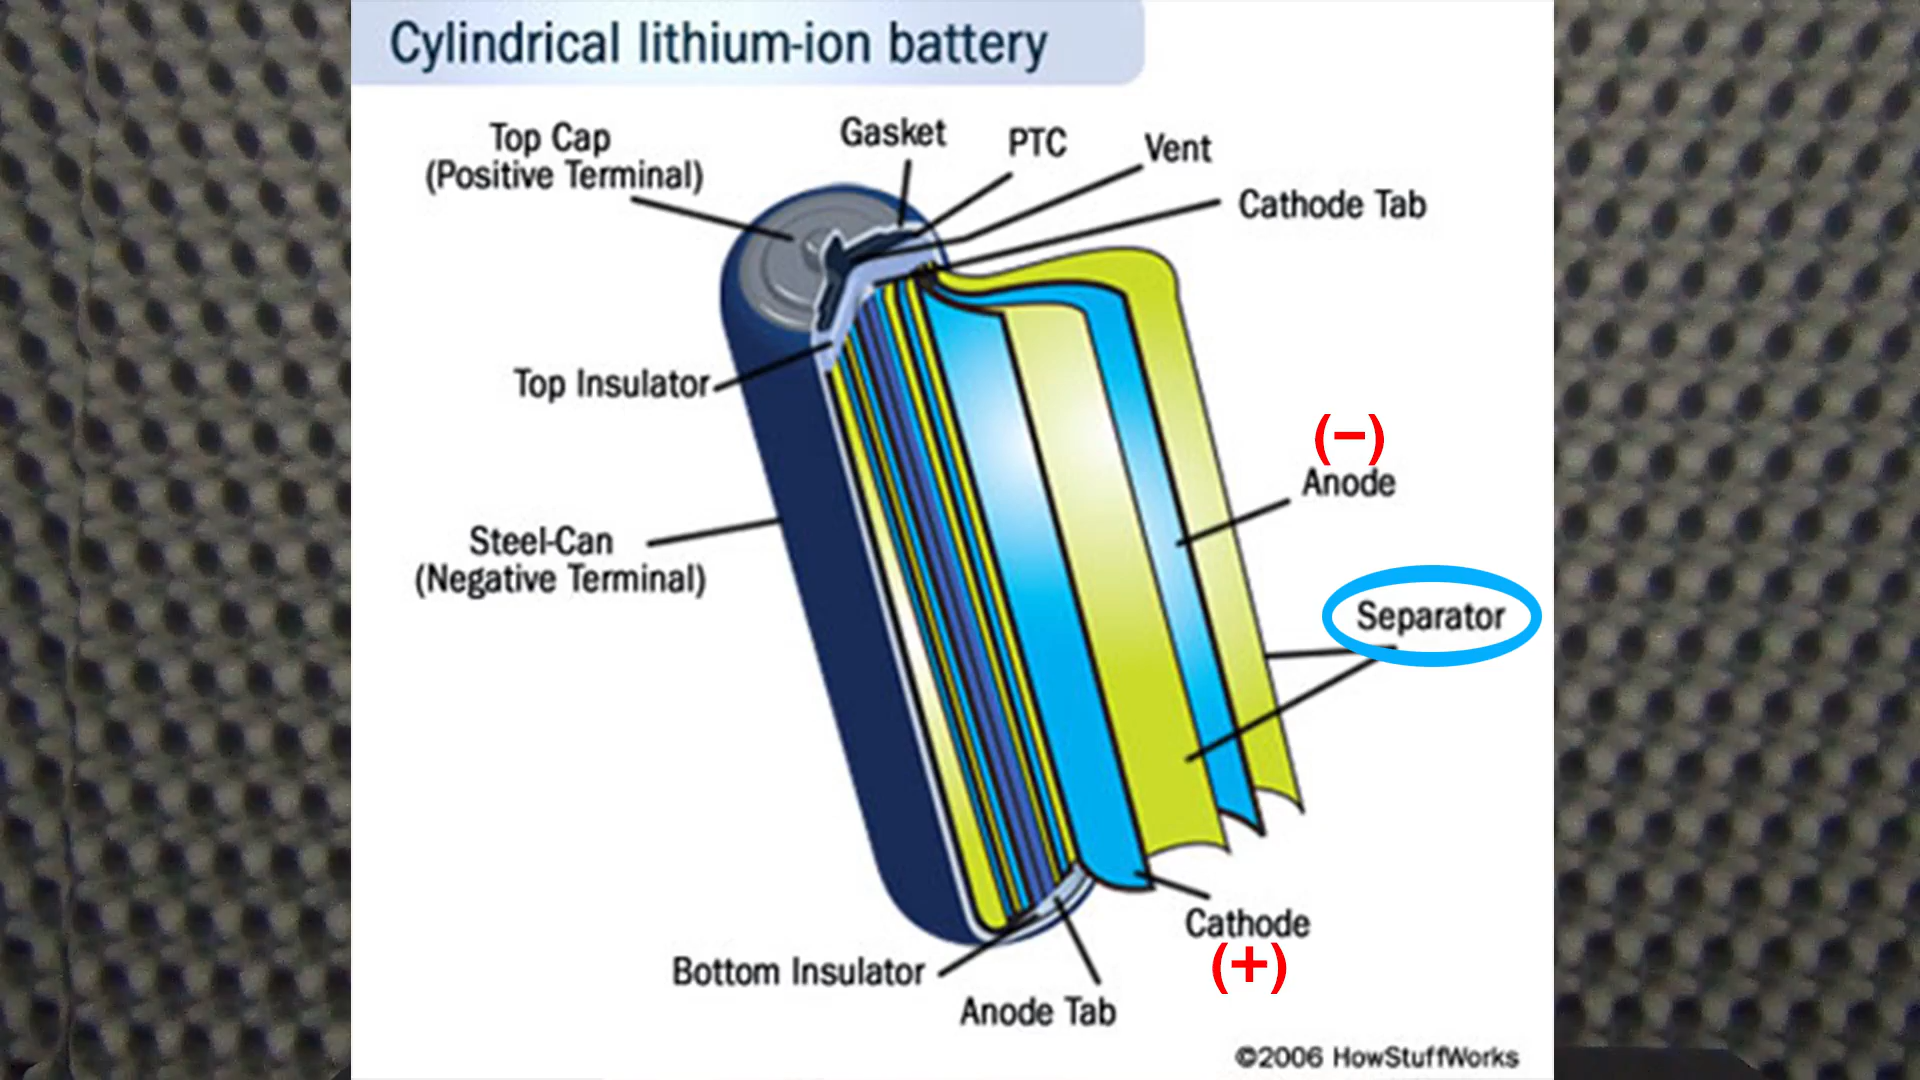 Cylindrical lithium-ion battery
Top Cap
(Positive Terminal)
Gasket
PTC
Vent
Cathode Tab
Top Insulator
(−)
Anode
Steel-Can
(Negative Terminal)
Separator
Cathode
(+)
Bottom Insulator
Anode Tab
©2006 HowStuffWorks